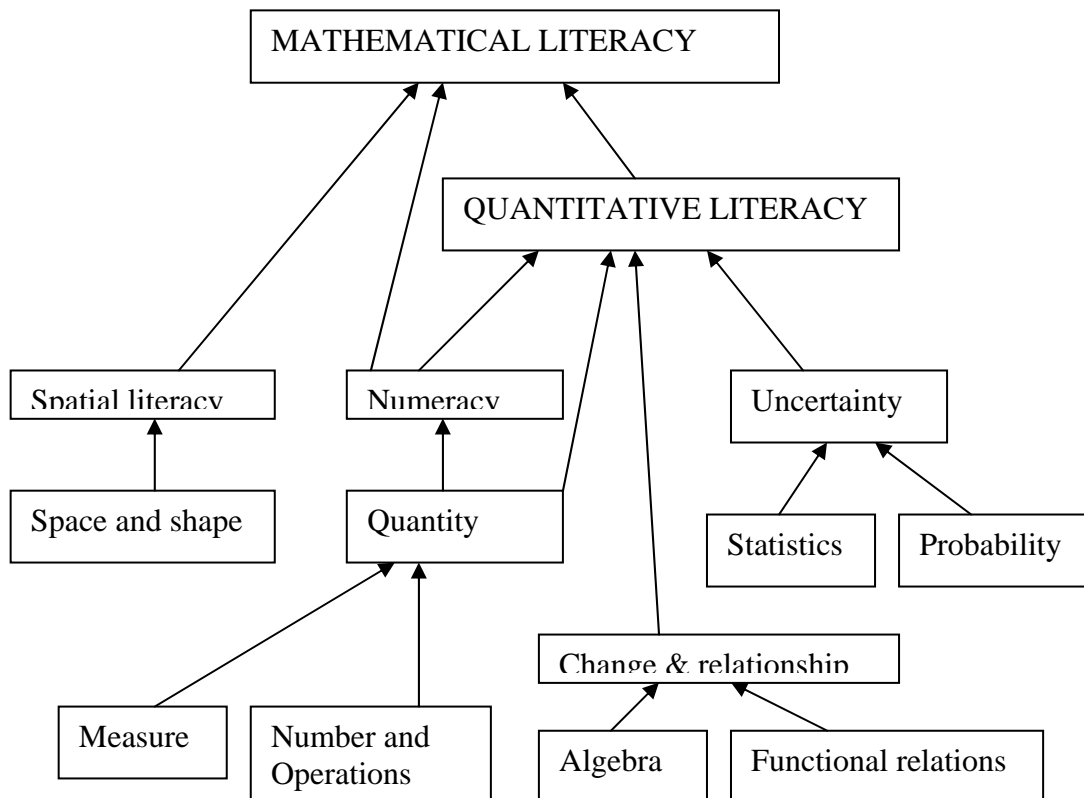 MATHEMATICAL LITERACY
QUANTITATIVE LITERACY
Spatial literacy
Numeracy
Uncertainty
Space and shape
Quantity
Statistics
Probability
Change & relationship
Measure
Number and
Operations
Algebra
Functional relations